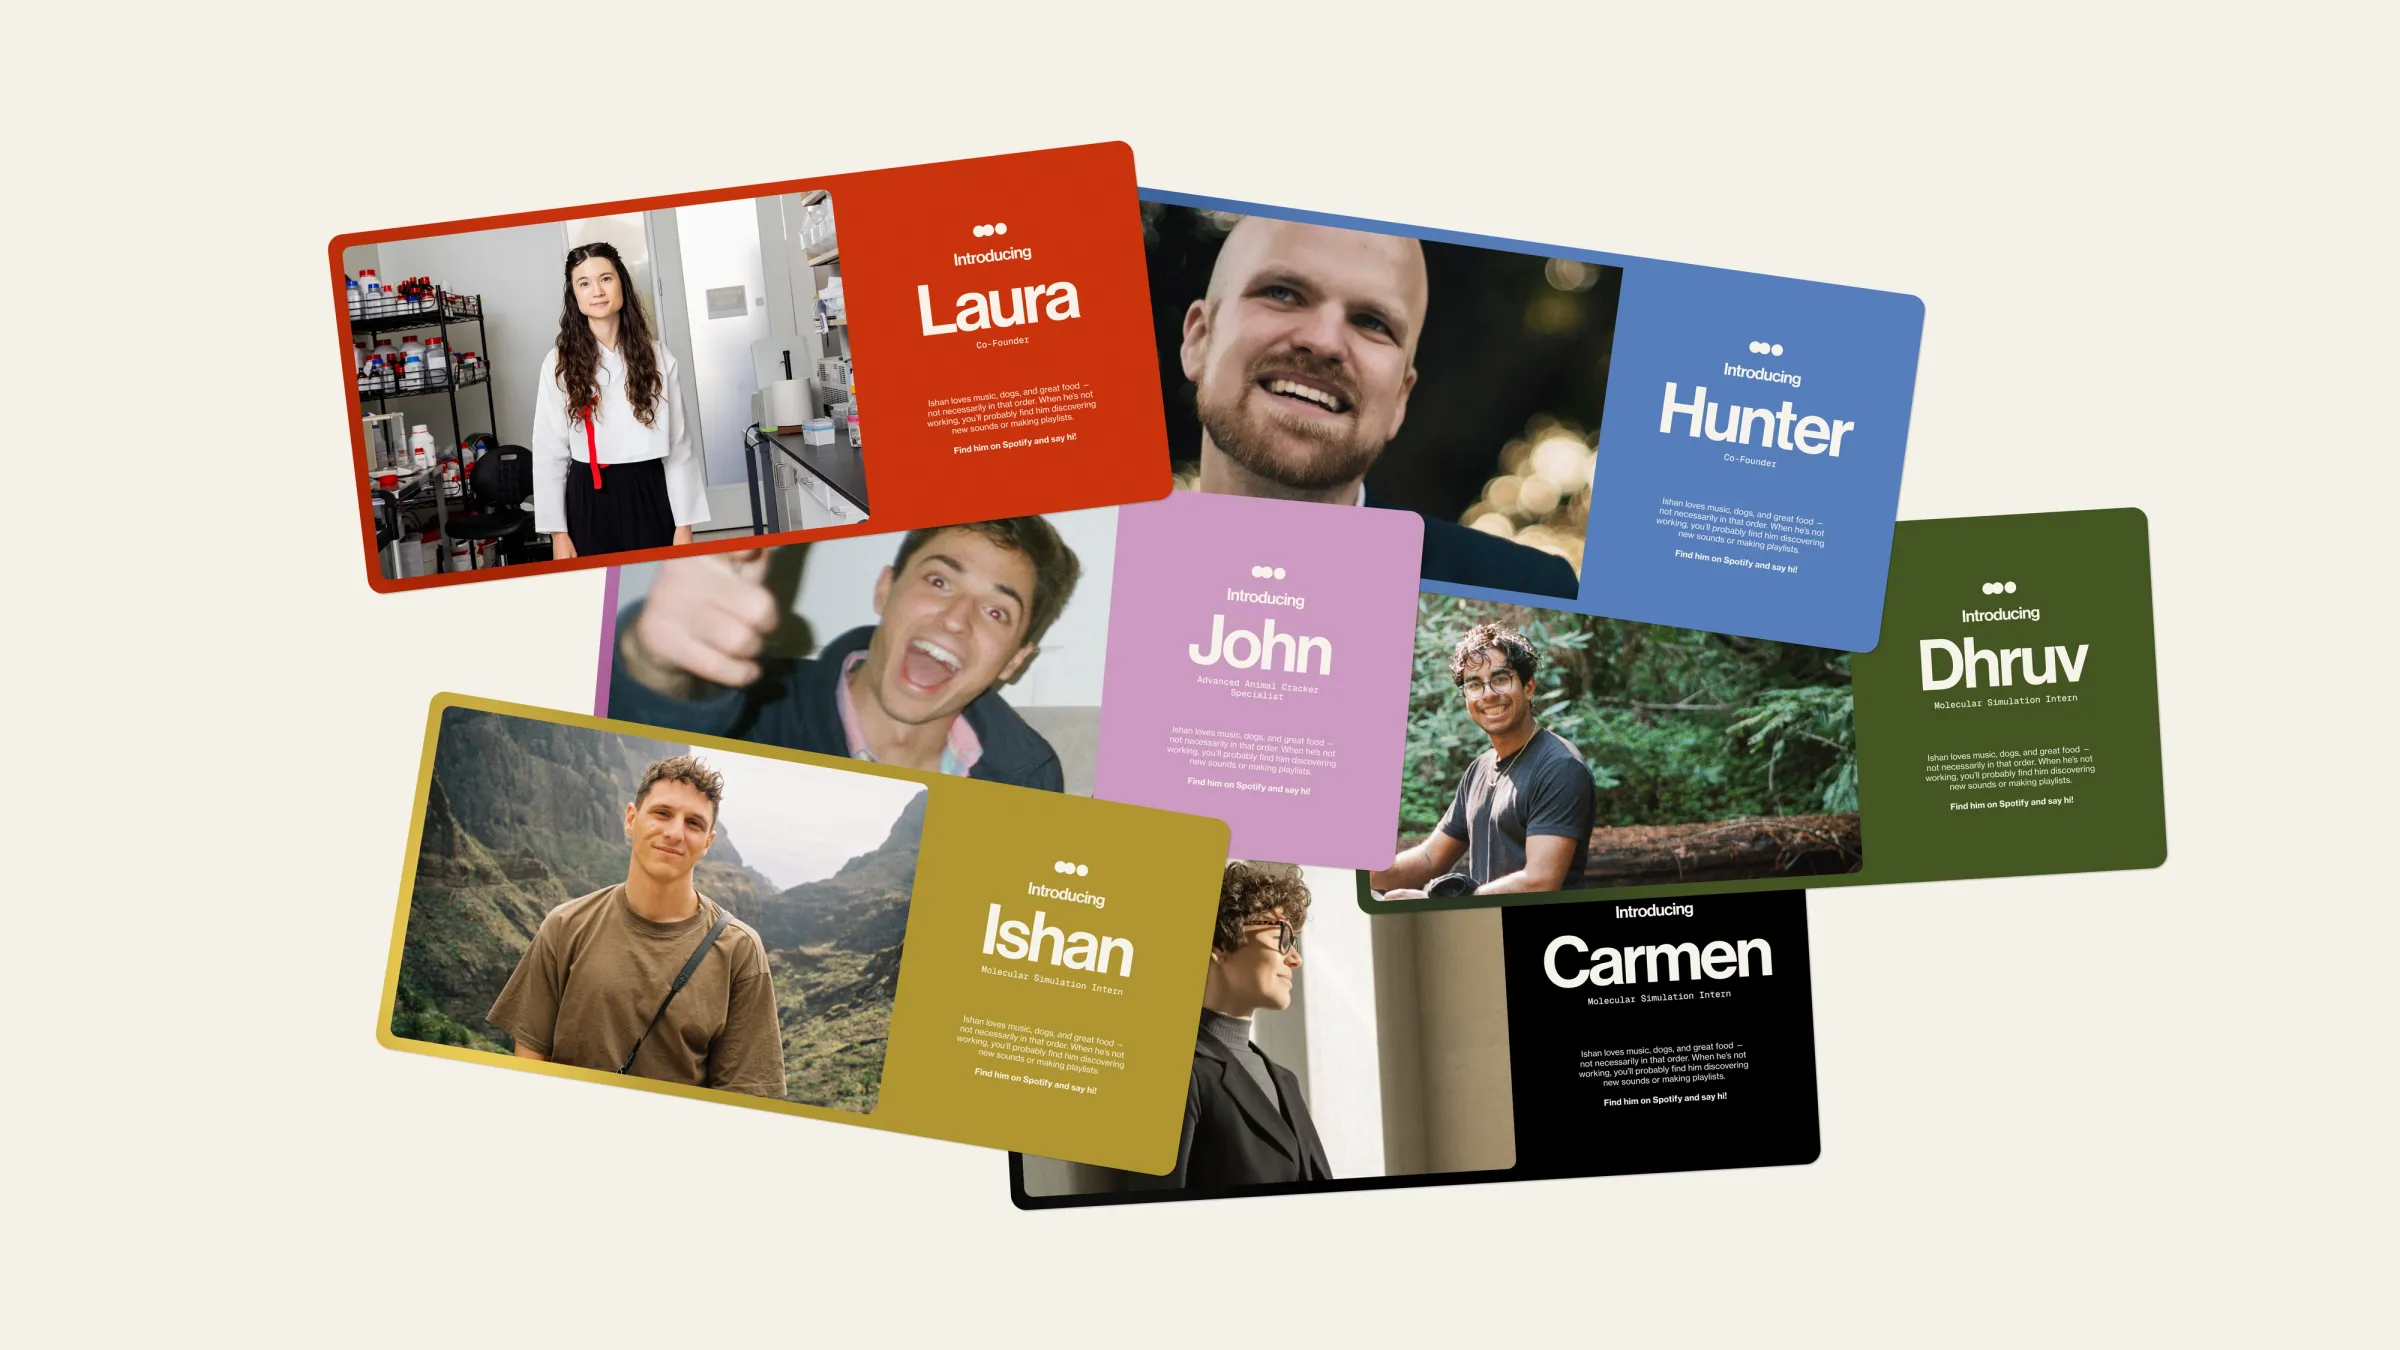 Introducing
Laura
Co-Founder
Ishan loves music, dogs, and great food —
not necessarily in that order. When he's not
working, you'll probably find him discovering
new sounds or making playlists.
Find him on Spotify and say hi!
Introducing
Hunter
Co-Founder
Ishan loves music, dogs, and great food —
not necessarily in that order. When he's not
working, you'll probably find him discovering
new sounds or making playlists.
Find him on Spotify and say hi!
Introducing
John
Advanced Animal Cracker
Specialist
Ishan loves music, dogs, and great food —
not necessarily in that order. When he's not
working, you'll probably find him discovering
new sounds or making playlists.
Find him on Spotify and say hi!
Introducing
Dhruv
Molecular Simulation Intern
Ishan loves music, dogs, and great food —
not necessarily in that order. When he's not
working, you'll probably find him discovering
new sounds or making playlists.
Find him on Spotify and say hi!
Introducing
Ishan
Molecular Simulation Intern
Ishan loves music, dogs, and great food —
not necessarily in that order. When he's not
working, you'll probably find him discovering
new sounds or making playlists.
Find him on Spotify and say hi!
Introducing
Carmen
Molecular Simulation Intern
Ishan loves music, dogs, and great food —
not necessarily in that order. When he's not
working, you'll probably find him discovering
new sounds or making playlists.
Find him on Spotify and say hi!